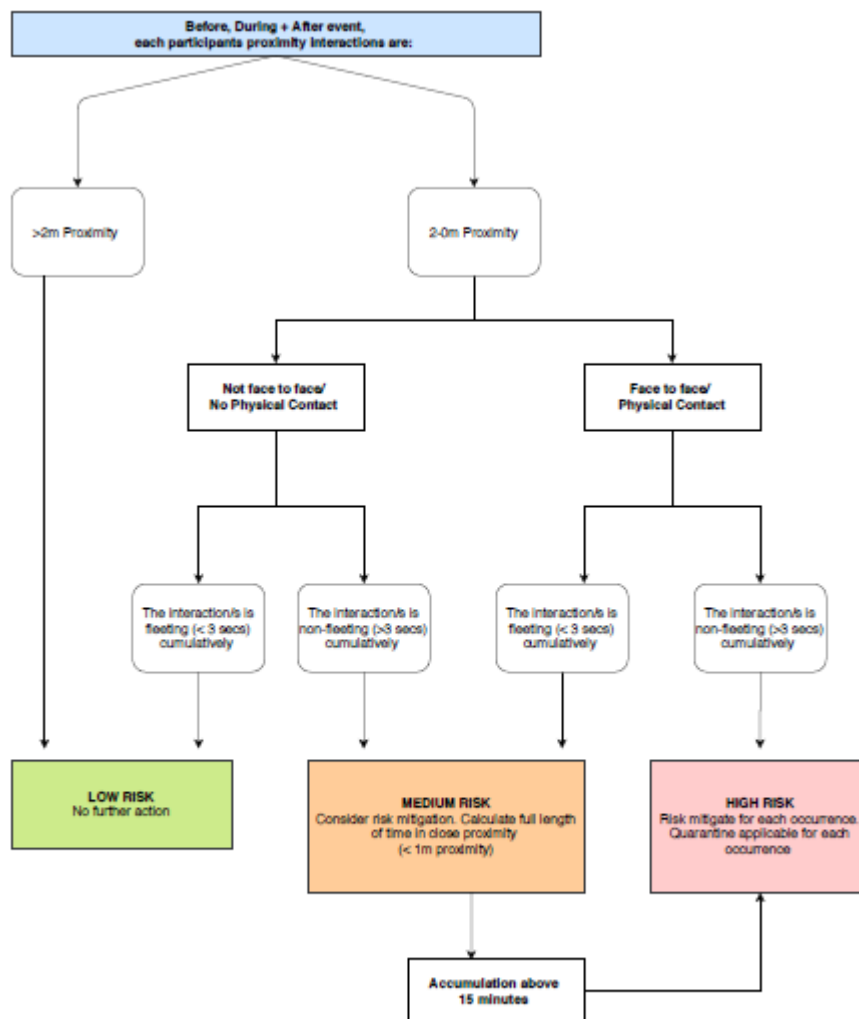 Before, During + After event,
each participants proximity interactions are:
>2m Proximity
2-0m Proximity
Not face to face/
No Physical Contact
Face to face/
Physical Contact
The interaction/s is
fleeting (< 3 secs)
cumulatively
The interaction/s is
non-fleeting (>3 secs)
cumulatively
The interaction/s is
fleeting (< 3 secs)
cumulatively
The interaction/s is
non-fleeting (>3 secs)
cumulatively
LOW RISK
No further action
MEDIUM RISK
Consider risk mitigation. Calculate full length
of time in close proximity
(< 1m proximity)
HIGH RISK
Risk mitigate for each occurrence.
Quarantine applicable for each
occurrence
Accumulation above
15 minutes